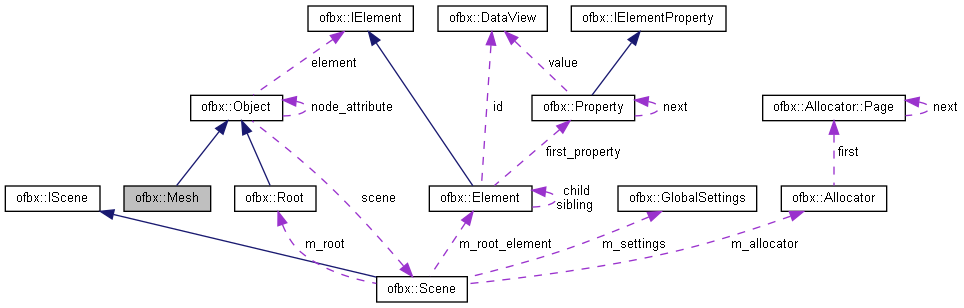 ofbx::IElement
ofbx::DataView
ofbx::IElementProperty
element
value
ofbx::Object
node_attribute
id
ofbx::Property
next
ofbx::Allocator::Page
next
first_property
first
ofbx::IScene
ofbx::Mesh
ofbx::Root
scene
ofbx::Element
child
sibling
ofbx::GlobalSettings
ofbx::Allocator
m_root
m_root_element
m_settings
m_allocator
ofbx::Scene